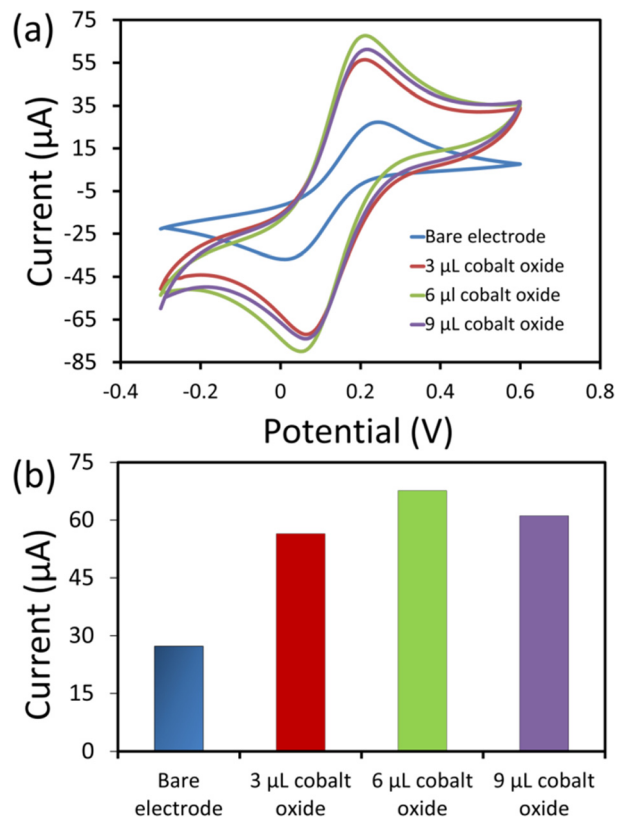 (a)
75
55
35
15
-5
-25
-45
-65
-85
Current (µA)
Bare electrode
3 µL cobalt oxide
6 µl cobalt oxide
9 µL cobalt oxide
-0.4 -0.2 0 0.2 0.4 0.6 0.8
Potential (V)
(b)
75
60
45
30
15
0
Current (µA)
Bare electrode
3 µL cobalt oxide
6 µL cobalt oxide
9 µL cobalt oxide